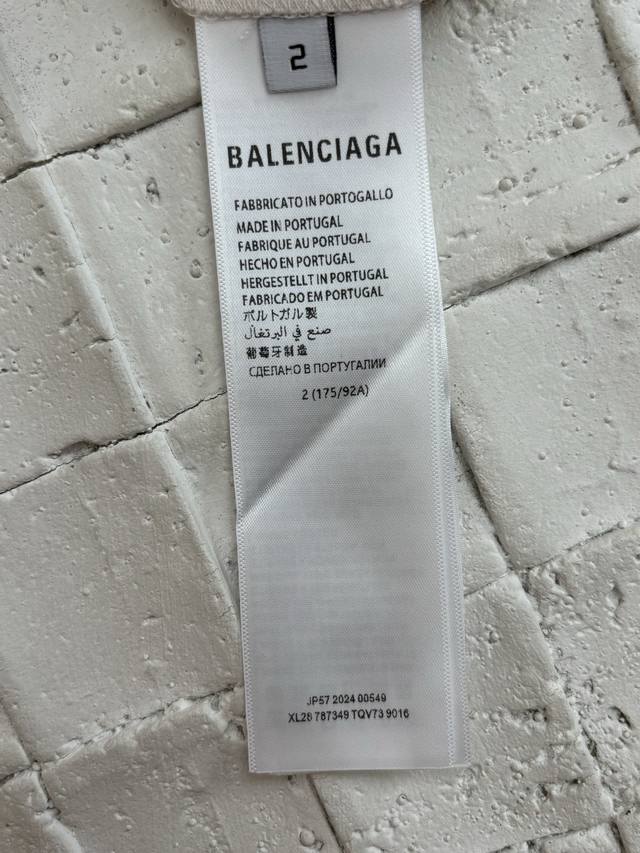 2
BALENCIAGA
FABBRICATO IN PORTOGALLO
MADE IN PORTUGAL
FABRIQUE AU PORTUGAL
HECHO EN PORTUGAL
HERGESTELLT IN PORTUGAL
FABRICADO EM PORTUGAL
ポルトガル製
صنع في البرتغال
葡萄牙制造
СДЕЛАНО В ПОРТУГАЛИИ
2 (175/92A)
JP57 2024 00549
XL28 787349 TQV73 9016